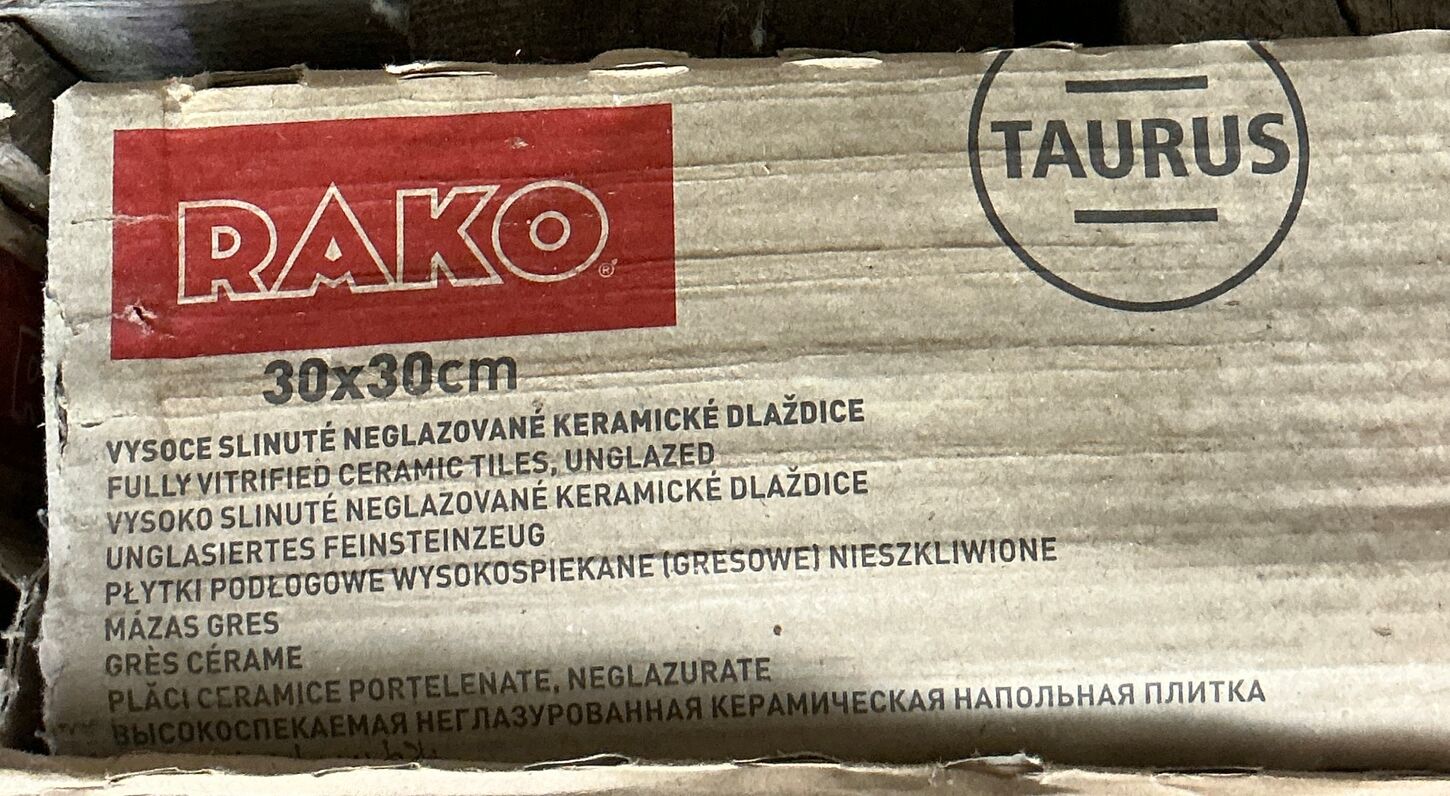 RAKO®
TAURUS
30x30cm
VYSOCE SLINUTÉ NEGLAZOVANÉ KERAMICKÉ DLAŽDICE
FULLY VITRIFIED CERAMIC TILES, UNGLAZED
VYSOKO SLINUTÉ NEGLAZOVANÉ KERAMICKÉ DLAŽDICE
UNGLASIERTES FEINSTEINZEUG
PŁYTKI PODŁOGOWE WYSOKOSPIEKANE (GRESOWE) NIESZKLIWIONE
MÁZAS GRES
GRÈS CÉRAME
PLĂCI CERAMICE PORTELENATE, NEGLAZURATE
ВЫСОКОСПЕКАЕМАЯ НЕГЛАЗУРОВАННАЯ КЕРАМИЧЕСКАЯ НАПОЛЬНАЯ ПЛИТКА